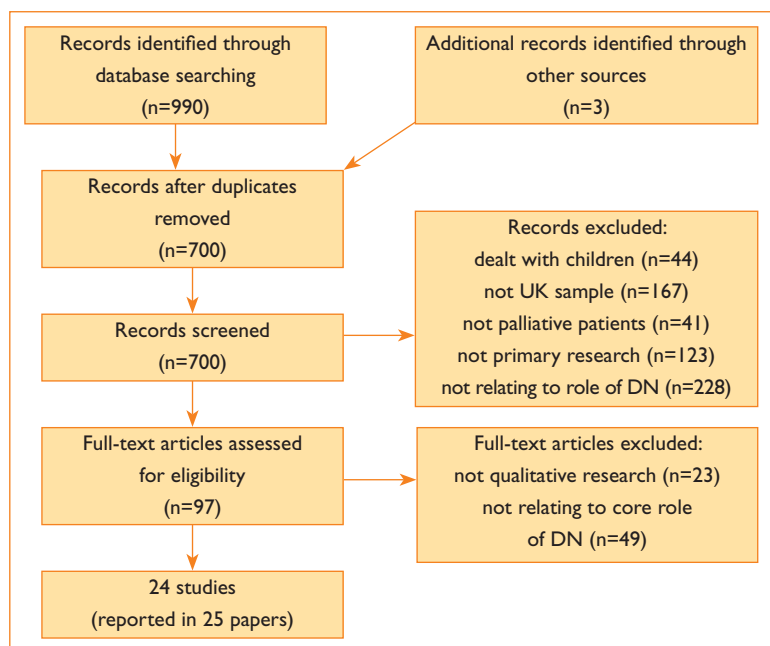 Records identified through
database searching
(n=990)
Additional records identified through
other sources
(n=3)
Records after duplicates
removed
(n=700)
Records excluded:
dealt with children (n=44)
not UK sample (n=167)
not palliative patients (n=41)
not primary research (n=123)
not relating to role of DN (n=228)
Records screened
(n=700)
Full-text articles assessed
for eligibility
(n=97)
Full-text articles excluded:
not qualitative research (n=23)
not relating to core role
of DN (n=49)
24 studies
(reported in 25 papers)